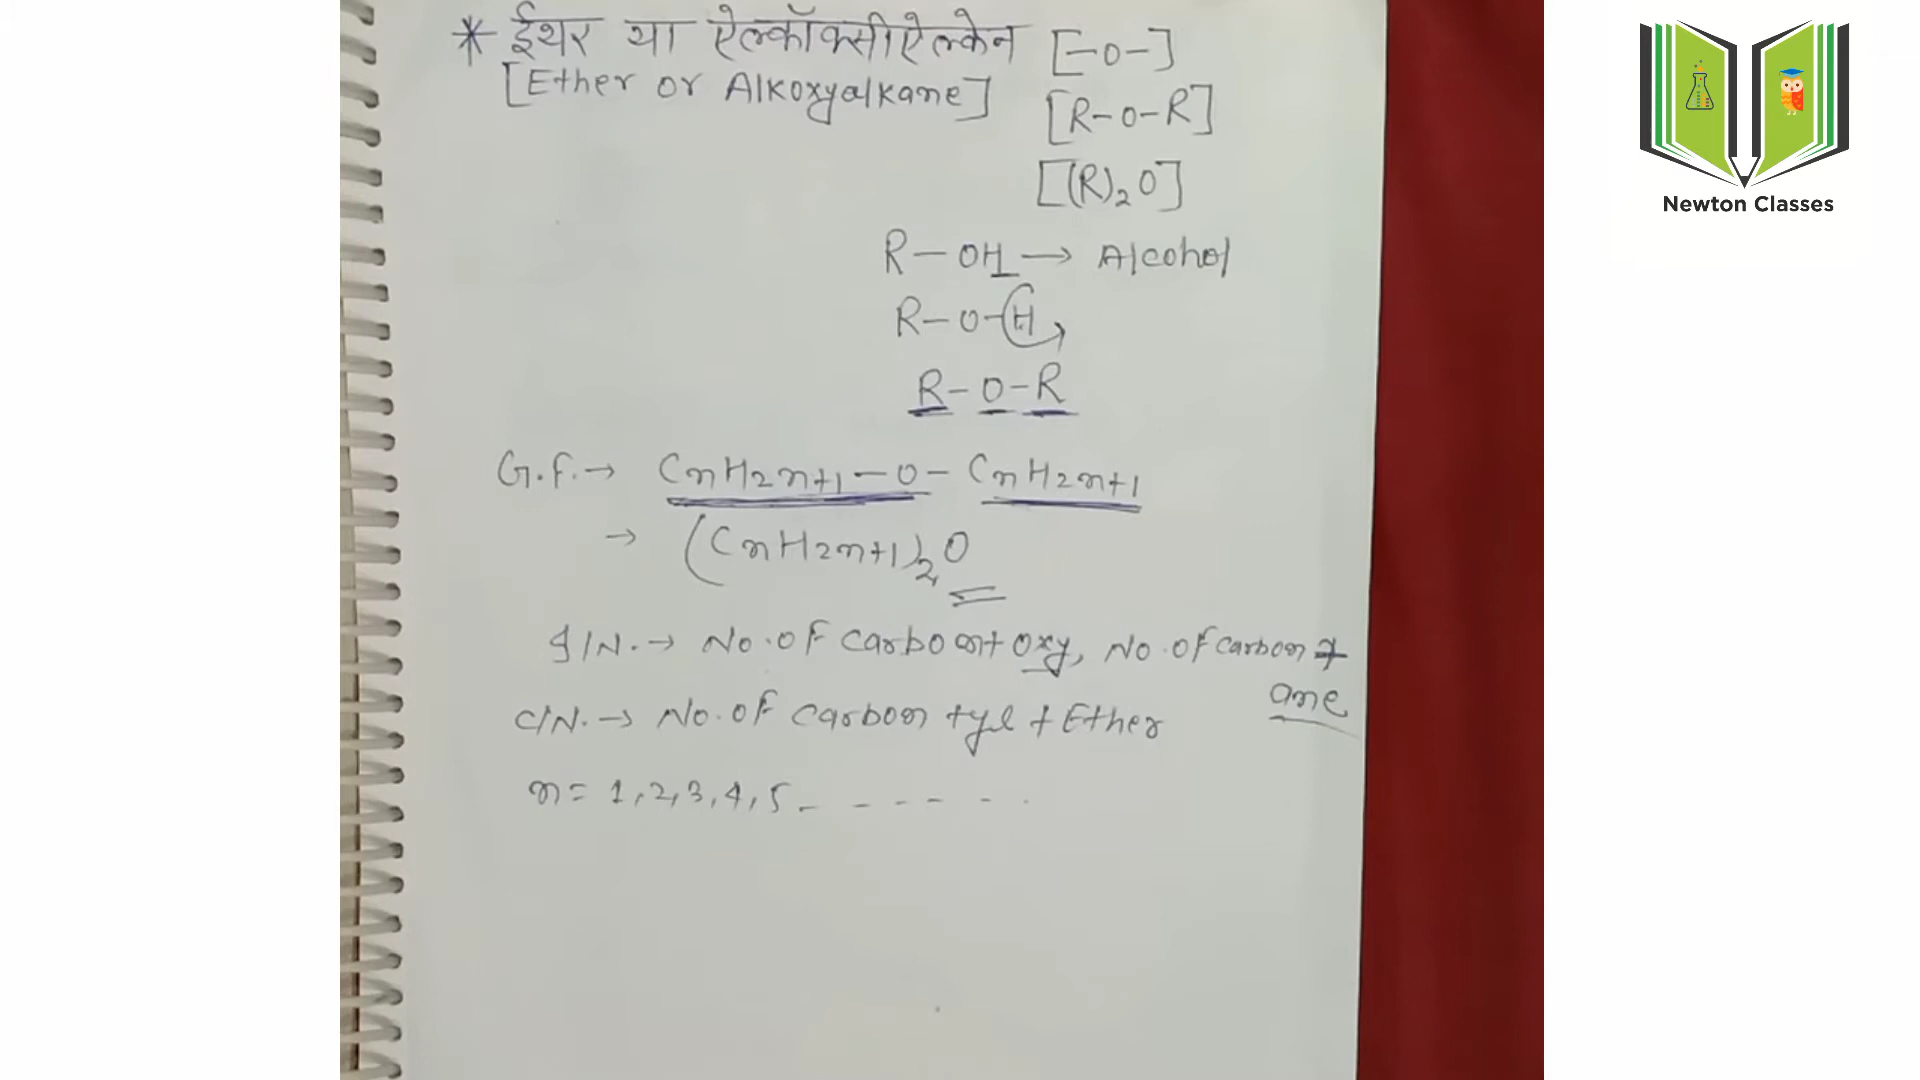 * ईथर या ऐल्कॉक्सीऐल्केन [-O-]
[Ether or Alkoxyalkane]
[R-O-R]
[(R)₂O]
R-OH → Alcohol
R-O-H
R-O-R
G.F. → CnH2n+1-O-CnH2n+1
→ (CnH2n+1)₂O
I/N. → No. of carbon + oxy, No. of carbon +
ane
C/N. → No. of carbon + yl + Ether
n = 1, 2, 3, 4, 5 - - - - - -
Newton Classes